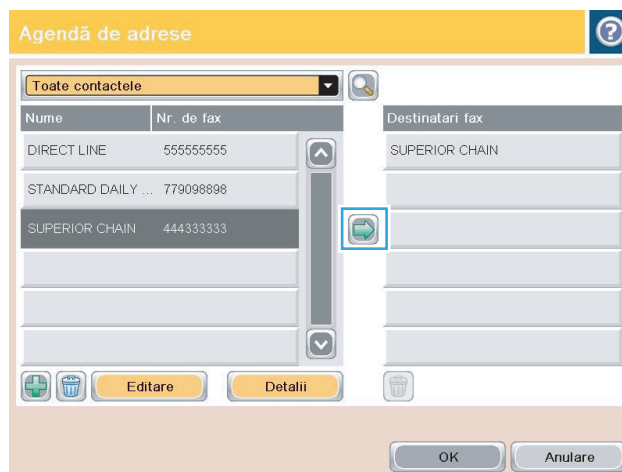 Agendă de adrese
?
Toate contactele
Nume Nr. de fax Destinatari fax
DIRECT LINE 555555555 SUPERIOR CHAIN
STANDARD DAILY ... 779098898
SUPERIOR CHAIN 444333333
Editare Detalii
OK Anulare